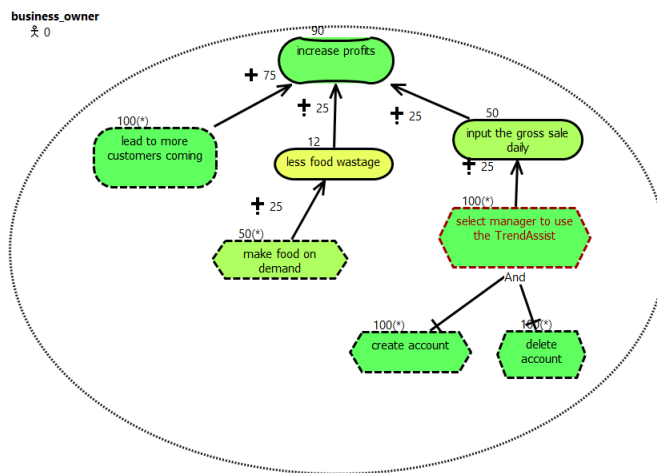 business_owner
0
90
increase profits
75
25
25
100(*)
lead to more
customers coming
12
less food wastage
50
input the gross sale
daily
25
25
100(*)
select manager to use
the TrendAssist
50(*)
make food on
demand
And
100(*)
create account
100(*)
delete
account